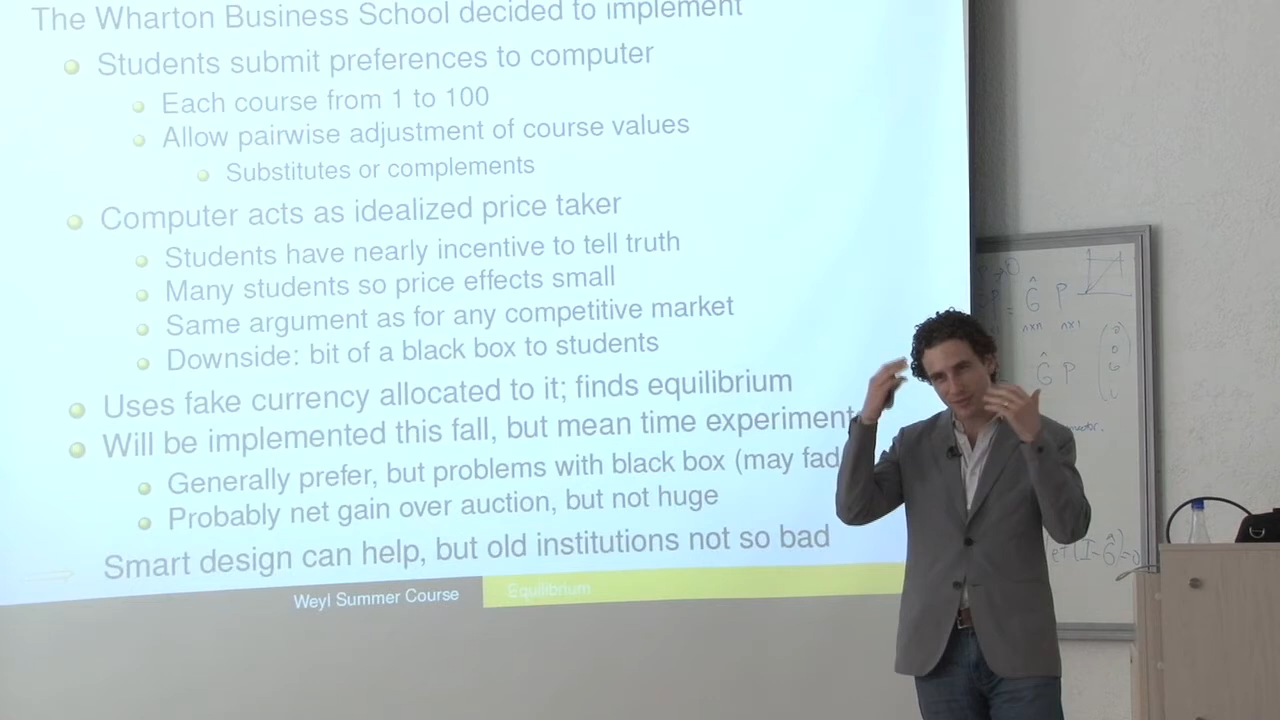 The Wharton Business School decided to implement
Students submit preferences to computer
Each course from 1 to 100
Allow pairwise adjustment of course values
Substitutes or complements
Computer acts as idealized price taker
Students have nearly incentive to tell truth
Many students so price effects small
Same argument as for any competitive market
Downside: bit of a black box to students
Uses fake currency allocated to it; finds equilibrium
Will be implemented this fall, but mean time experiment
Generally prefer, but problems with black box (may fad
Probably net gain over auction, but not huge
Smart design can help, but old institutions not so bad
Weyl Summer Course
Equilibrium
Ĝ P
nxn nx1
Ĝ P